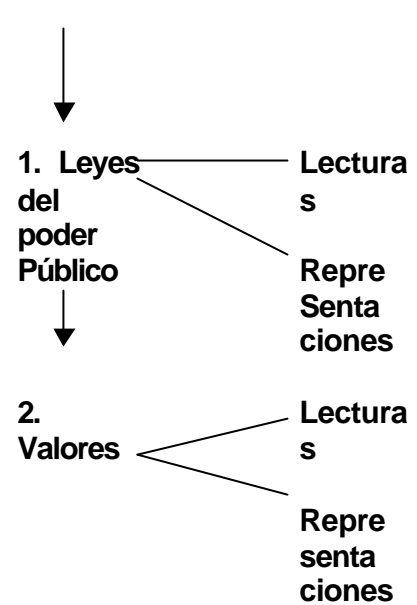 1. Leyes
del
poder
Público
Lectura
s
Repre
Senta
ciones
2.
Valores
Lectura
s
Repre
senta
ciones